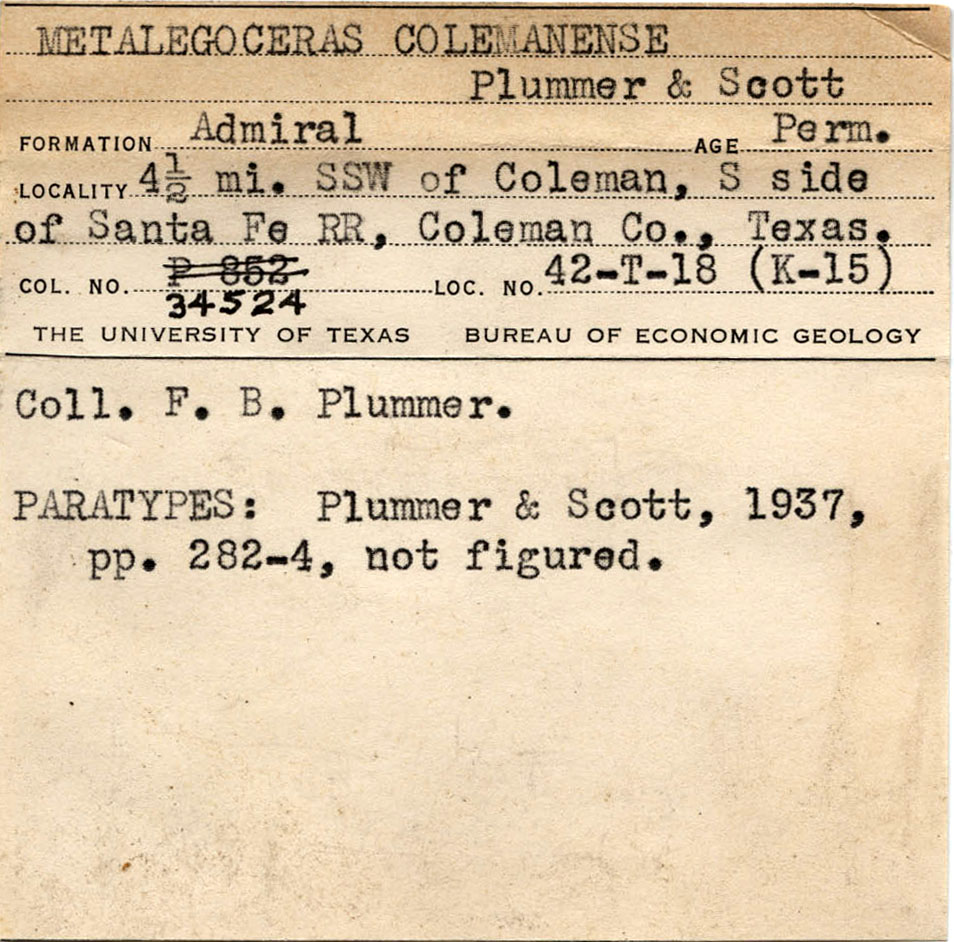 METALEGOCERAS COLEMANENSE
Plummer & Scott
FORMATION Admiral AGE Perm.
LOCALITY 4½ mi. SSW of Coleman, S side
of Santa Fe RR, Coleman Co., Texas.
COL. NO. P 852 LOC. NO. 42-T-18 (K-15)
34524
THE UNIVERSITY OF TEXAS BUREAU OF ECONOMIC GEOLOGY
Coll. F. B. Plummer.
PARATYPES: Plummer & Scott, 1937,
pp. 282-4, not figured.